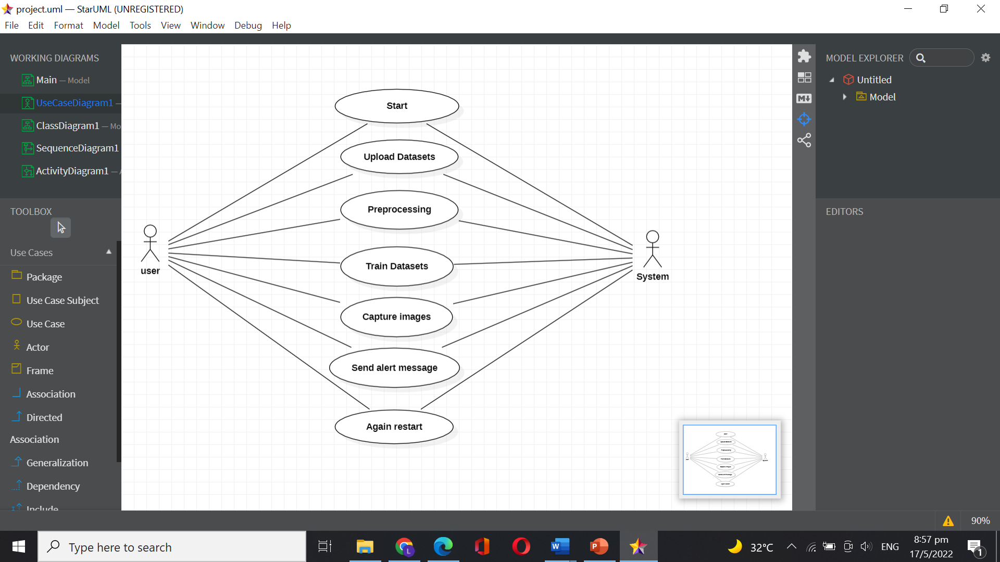 project.uml — StarUML (UNREGISTERED)
File Edit Format Model Tools View Window Debug Help
WORKING DIAGRAMS
Main — Model
UseCaseDiagram1 —
ClassDiagram1 — Mo
SequenceDiagram1
ActivityDiagram1 —
TOOLBOX
Use Cases
Package
Use Case Subject
Use Case
Actor
Frame
Association
Directed
Association
Generalization
Dependency
Include
Start
Upload Datasets
Preprocessing
Train Datasets
Capture images
Send alert message
Again restart
user
System
M
MODEL EXPLORER
Untitled
Model
EDITORS
90%
Type here to search
L
W
P
32°C
ENG
8:57 pm
17/5/2022
1